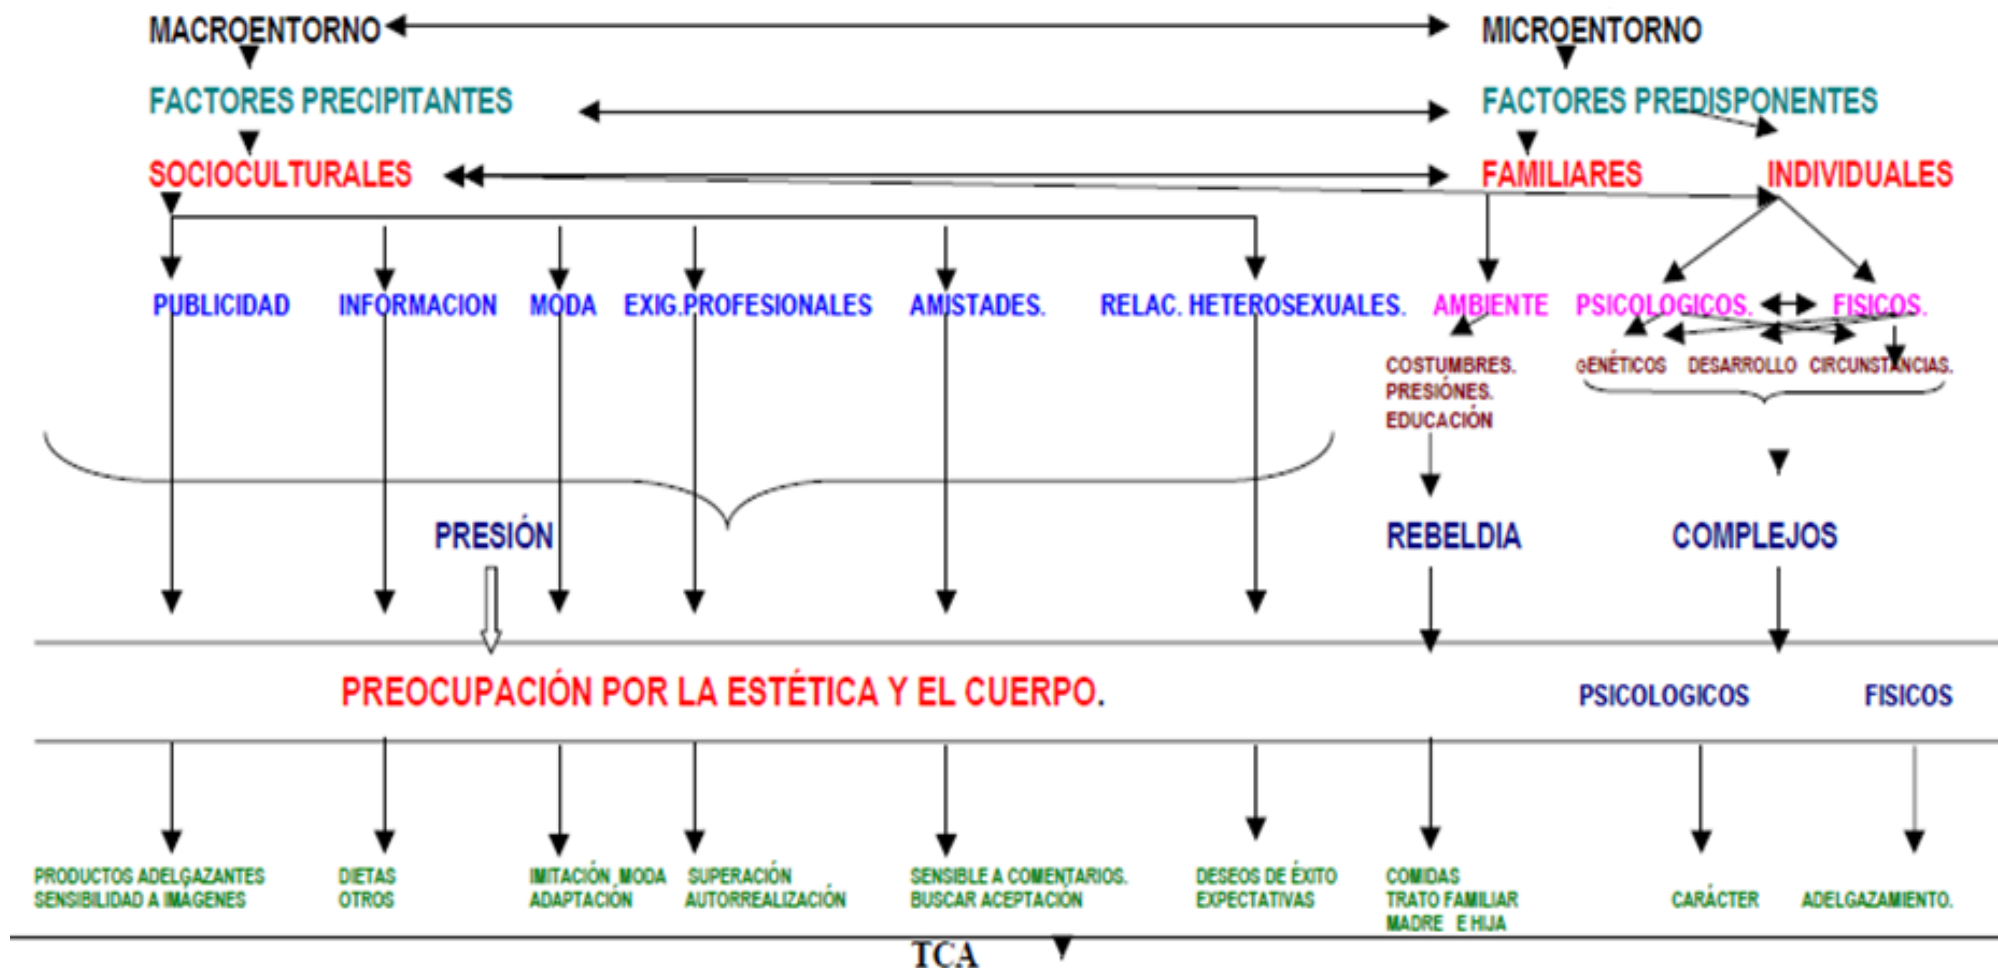 MACROENTORNO MICROENTORNO
FACTORES PRECIPITANTES FACTORES PREDISPONENTES
SOCIOCULTURALES FAMILIARES INDIVIDUALES
PUBLICIDAD INFORMACION MODA EXIG.PROFESIONALES AMISTADES. RELAC. HETEROSEXUALES. AMBIENTE PSICOLOGICOS. FISICOS.
COSTUMBRES. GENÉTICOS DESARROLLO CIRCUNSTANCIAS.
PRESIÓNES.
EDUCACIÓN
PRESIÓN REBELDIA COMPLEJOS
PREOCUPACIÓN POR LA ESTÉTICA Y EL CUERPO. PSICOLOGICOS FISICOS
PRODUCTOS ADELGAZANTES DIETAS IMITACIÓN MODA SUPERACIÓN SENSIBLE A COMENTARIOS. DESEOS DE ÉXITO COMIDAS
SENSIBILIDAD A IMÁGENES OTROS ADAPTACIÓN AUTORREALIZACIÓN BUSCAR ACEPTACIÓN EXPECTATIVAS TRATO FAMILIAR CARÁCTER ADELGAZAMIENTO.
MADRE E HIJA
TCA